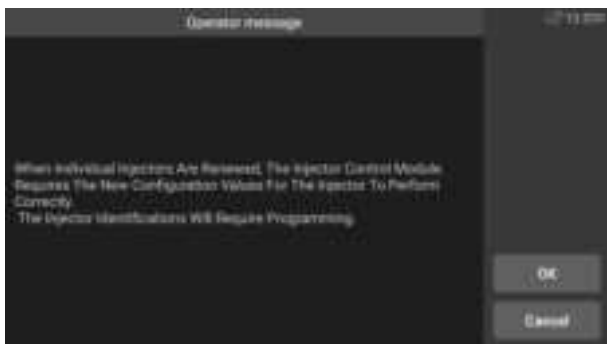 Operator message
When Individual Injectors Are Renewed, The Injector Control Module
Requires The New Configuration Values For The Injector To Perform
Correctly.
The Injector Identifications Will Require Programming.
OK
Cancel